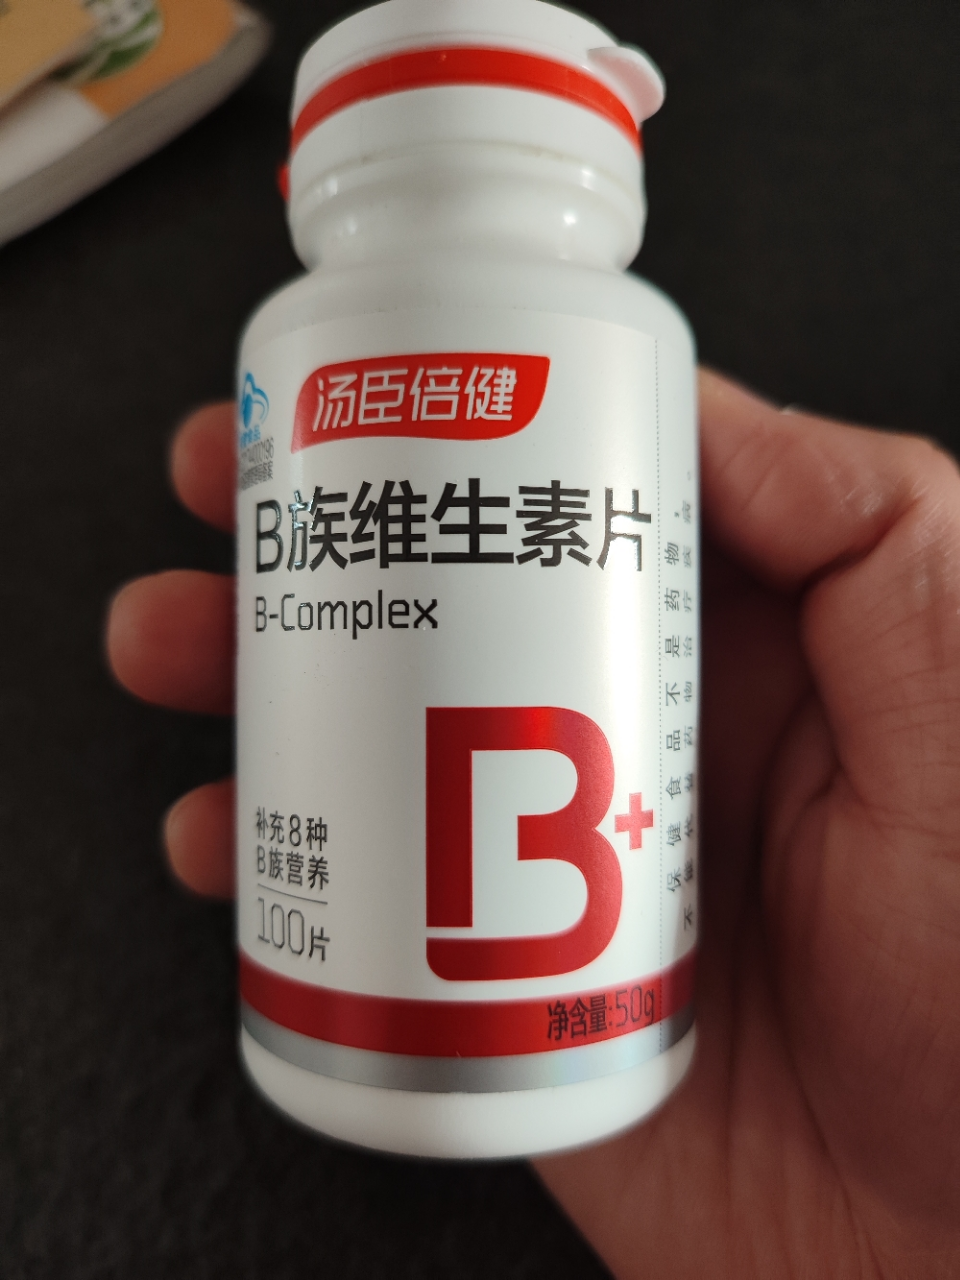 汤臣倍健
B族维生素片
B-Complex
补充8种
B族营养
100片
净含量:50g
保健食品不是药物
不能代替药物治疗疾病。